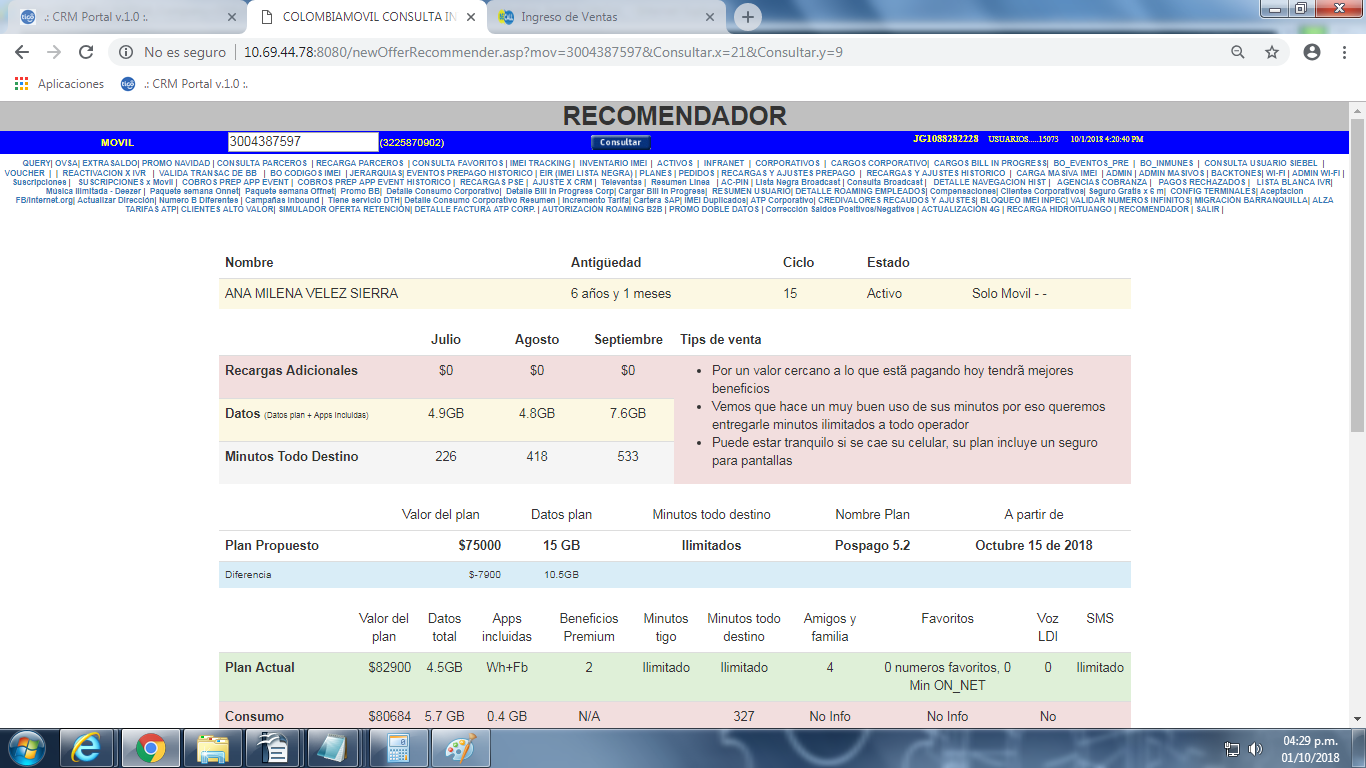 .: CRM Portal v.1.0 :.
COLOMBIAMOVIL CONSULTA IN
Ingreso de Ventas
No es seguro | 10.69.44.78:8080/newOfferRecommender.asp?mov=3004387597&Consultar.x=21&Consultar.y=9
Aplicaciones .: CRM Portal v.1.0 :.
RECOMENDADOR
MOVIL 3004387597 (3225870902) Consultar JG1088282228 USUARIOS.....15073 10/1/2018 4:20:40 PM
QUERY| OVSA| EXTRASALDO| PROMO NAVIDAD | CONSULTA PARCEROS | RECARGA PARCEROS | CONSULTA FAVORITOS | IMEI TRACKING | INVENTARIO IMEI | ACTIVOS | INFRANET | CORPORATIVOS | CARGOS CORPORATIVO| CARGOS BILL IN PROGRESS| BO_EVENTOS_PRE | BO_INMUNES | CONSULTA USUARIO SIEBEL |
VOUCHER | | REACTIVACION X IVR | VALIDA TRANSAC DE BB | BO CODIGOS IMEI | JERARQUIAS| EVENTOS PREPAGO HISTORICO | EIR (IMEI LISTA NEGRA) | PLANES | PEDIDOS | RECARGAS Y AJUSTES PREPAGO | RECARGAS Y AJUSTES HISTORICO | CARGA MASIVA IMEI | ADMIN | ADMIN MASIVOS | BACKTONES| WI-FI | ADMIN WI-FI |
Suscripciones | SUSCRIPCIONES x Movil | COBROS PREP APP EVENT | COBROS PREP APP EVENT HISTORICO | RECARGAS PSE | AJUSTE X CRM | Televentas | Resumen Linea | AC-PIN | Lista Negra Broadcast | Consulta Broadcast | DETALLE NAVEGACION HIST | AGENCIAS COBRANZA | PAGOS RECHAZADOS | LISTA BLANCA IVR|
Musica Ilimitada - Deezer | Paquete semana Onnet| Paquete semana Offnet| Promo BB| Detalle Consumo Corporativo| Detalle Bill In Progress Corp| Cargar Bill In Progress| RESUMEN USUARIO| DETALLE ROAMING EMPLEADOS| Compensaciones| Clientes Corporativos| Seguro Gratis x 6 m| CONFIG TERMINALES| Aceptacion
FB/Internet.org| Actualizar Dirección| Numero B Diferentes | Campañas Inbound | Tiene servicio DTH| Detalle Consumo Corporativo Resumen | Incremento Tarifa| Cartera SAP| IMEI Duplicados| ATP Corporativo| CREDIVALORES RECAUDOS Y AJUSTES| BLOQUEO IMEI INPEC| VALIDAR NUMEROS INFINITOS| MIGRACIÓN BARRANQUILLA| ALZA
TARIFAS ATP| CLIENTES ALTO VALOR| SIMULADOR OFERTA RETENCIÓN| DETALLE FACTURA ATP CORP. | AUTORIZACIÓN ROAMING B2B | PROMO DOBLE DATOS | Corrección Saldos Positivos/Negativos | ACTUALIZACIÓN 4G | RECARGA HIDROITUANGO | RECOMENDADOR | SALIR |
Nombre Antigüedad Ciclo Estado
ANA MILENA VELEZ SIERRA 6 años y 1 meses 15 Activo Solo Movil - -
Julio Agosto Septiembre Tips de venta
Recargas Adicionales $0 $0 $0
Datos (Datos plan + Apps Incluidas) 4.9GB 4.8GB 7.6GB
Minutos Todo Destino 226 418 533
• Por un valor cercano a lo que estã pagando hoy tendrã mejores
beneficios
• Vemos que hace un muy buen uso de sus minutos por eso queremos
entregarle minutos ilimitados a todo operador
• Puede estar tranquilo si se cae su celular, su plan incluye un seguro
para pantallas
Valor del plan Datos plan Minutos todo destino Nombre Plan A partir de
Plan Propuesto $75000 15 GB Ilimitados Pospago 5.2 Octubre 15 de 2018
Diferencia $-7900 10.5GB
Valor del plan Datos total Apps incluidas Beneficios Premium Minutos tigo Minutos todo destino Amigos y familia Favoritos Voz LDI SMS
Plan Actual $82900 4.5GB Wh+Fb 2 Ilimitado Ilimitado 4 0 numeros favoritos, 0 Min ON_NET 0 Ilimitado
Consumo $80684 5.7 GB 0.4 GB N/A 327 No Info No Info No
04:29 p.m.
01/10/2018